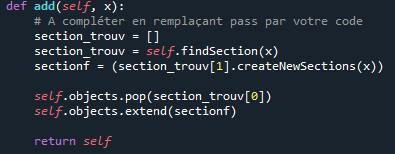 def add(self, x):
# A compléter en remplaçant pass par votre code
section_trouv = []
section_trouv = self.findSection(x)
sectionf = (section_trouv[1].createNewSections(x))
self.objects.pop(section_trouv[0])
self.objects.extend(sectionf)
return self